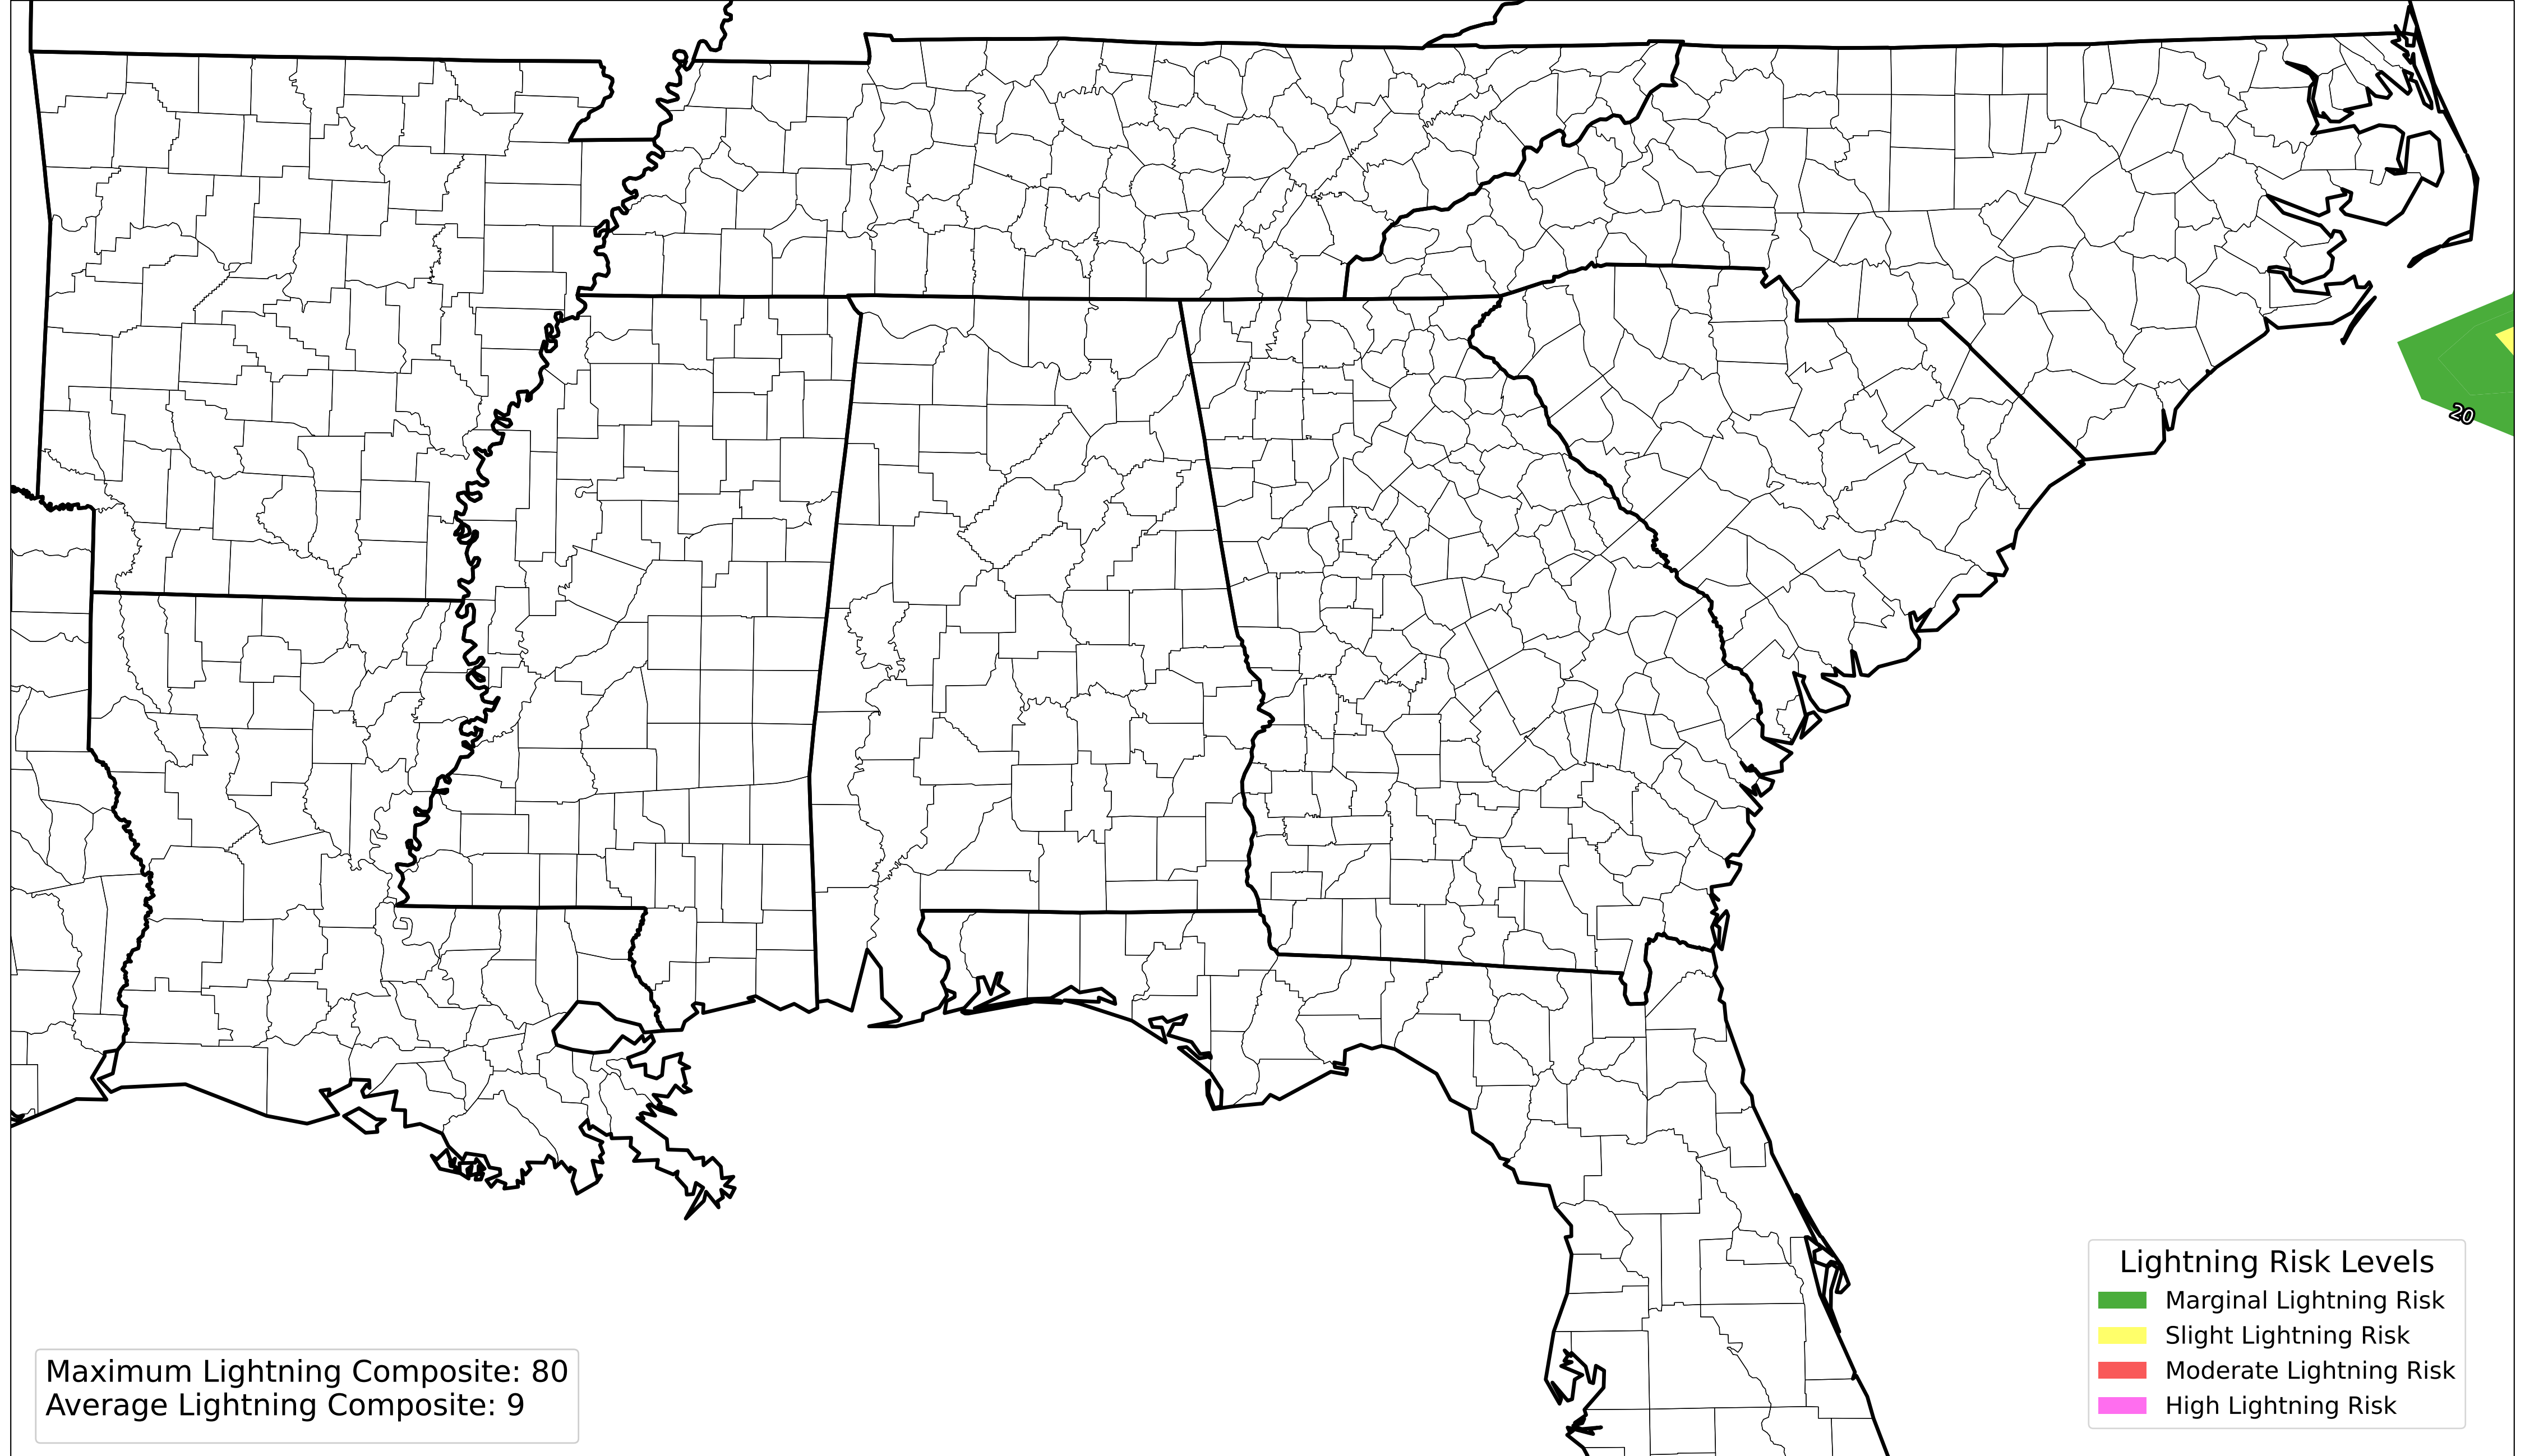 20
Lightning Risk Levels
Marginal Lightning Risk
Slight Lightning Risk
Moderate Lightning Risk
High Lightning Risk
Maximum Lightning Composite: 80
Average Lightning Composite: 9